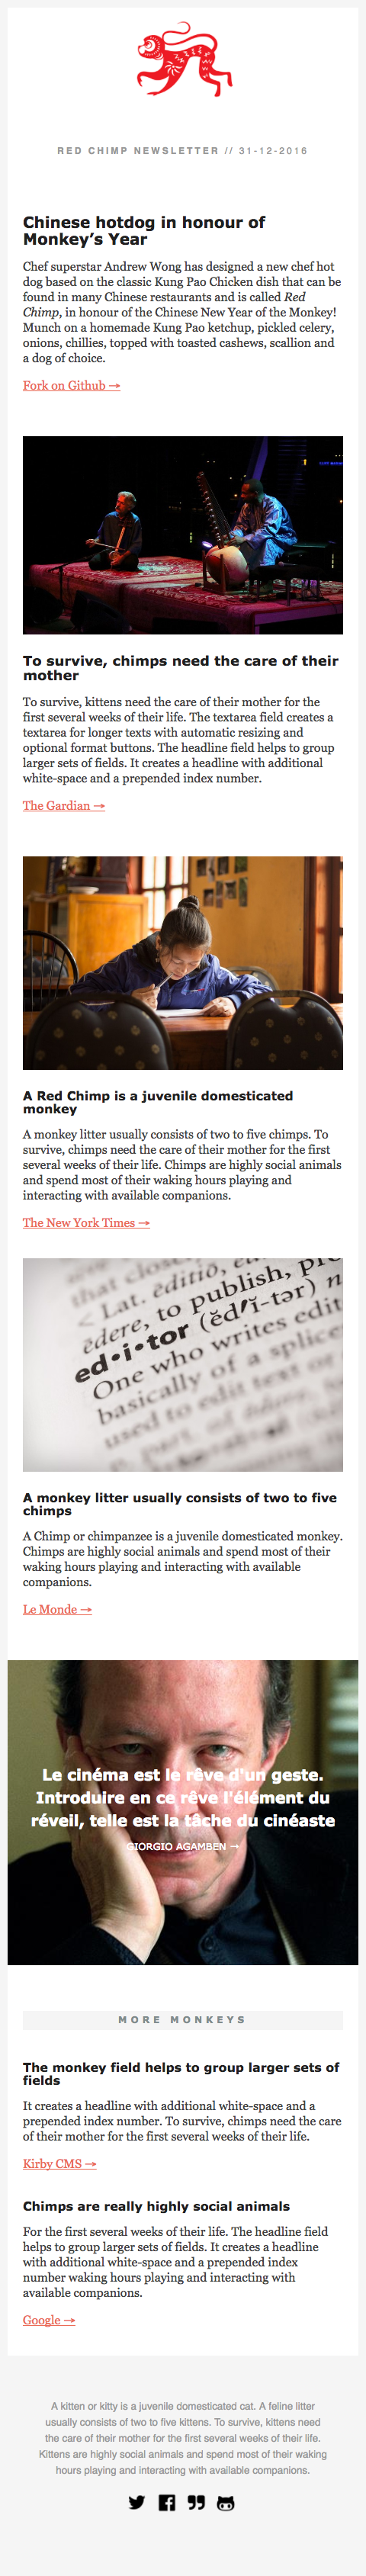 RED CHIMP NEWSLETTER // 31-12-2016
Chinese hotdog in honour of
Monkey’s Year
Chef superstar Andrew Wong has designed a new chef hot
dog based on the classic Kung Pao Chicken dish that can be
found in many Chinese restaurants and is called Red
Chimp, in honour of the Chinese New Year of the Monkey!
Munch on a homemade Kung Pao ketchup, pickled celery,
onions, chillies, topped with toasted cashews, scallion and
a dog of choice.
Fork on Github →
To survive, chimps need the care of their
mother
To survive, kittens need the care of their mother for the
first several weeks of their life. The textarea field creates a
textarea for longer texts with automatic resizing and
optional format buttons. The headline field helps to group
larger sets of fields. It creates a headline with additional
white-space and a prepended index number.
The Gardian →
A Red Chimp is a juvenile domesticated
monkey
A monkey litter usually consists of two to five chimps. To
survive, chimps need the care of their mother for the first
several weeks of their life. Chimps are highly social animals
and spend most of their waking hours playing and
interacting with available companions.
The New York Times →
Lat. editio,
edere, to publish,
ed•i•tor (ĕd′ĭ-tər) n
One who writes edit
basically of a
used to
A monkey litter usually consists of two to five
chimps
A Chimp or chimpanzee is a juvenile domesticated monkey.
Chimps are highly social animals and spend most of their
waking hours playing and interacting with available
companions.
Le Monde →
Le cinéma est le rêve d'un geste.
Introduire en ce rêve l'élément du
réveil, telle est la tâche du cinéaste
GIORGIO AGAMBEN →
MORE MONKEYS
The monkey field helps to group larger sets of
fields
It creates a headline with additional white-space and a
prepended index number. To survive, chimps need the care
of their mother for the first several weeks of their life.
Kirby CMS →
Chimps are really highly social animals
For the first several weeks of their life. The headline field
helps to group larger sets of fields. It creates a headline
with additional white-space and a prepended index
number waking hours playing and interacting with
available companions.
Google →
A kitten or kitty is a juvenile domesticated cat. A feline litter
usually consists of two to five kittens. To survive, kittens need
the care of their mother for the first several weeks of their life.
Kittens are highly social animals and spend most of their waking
hours playing and interacting with available companions.